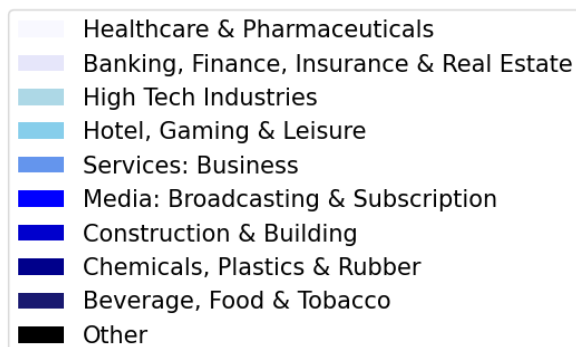 Healthcare & Pharmaceuticals
Banking, Finance, Insurance & Real Estate
High Tech Industries
Hotel, Gaming & Leisure
Services: Business
Media: Broadcasting & Subscription
Construction & Building
Chemicals, Plastics & Rubber
Beverage, Food & Tobacco
Other